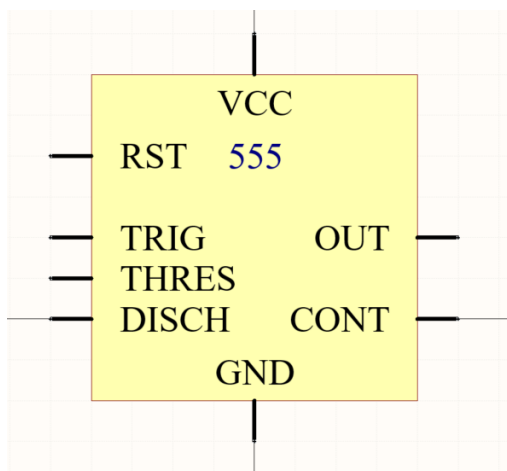 VCC
RST 555
TRIG OUT
THRES
DISCH CONT
GND